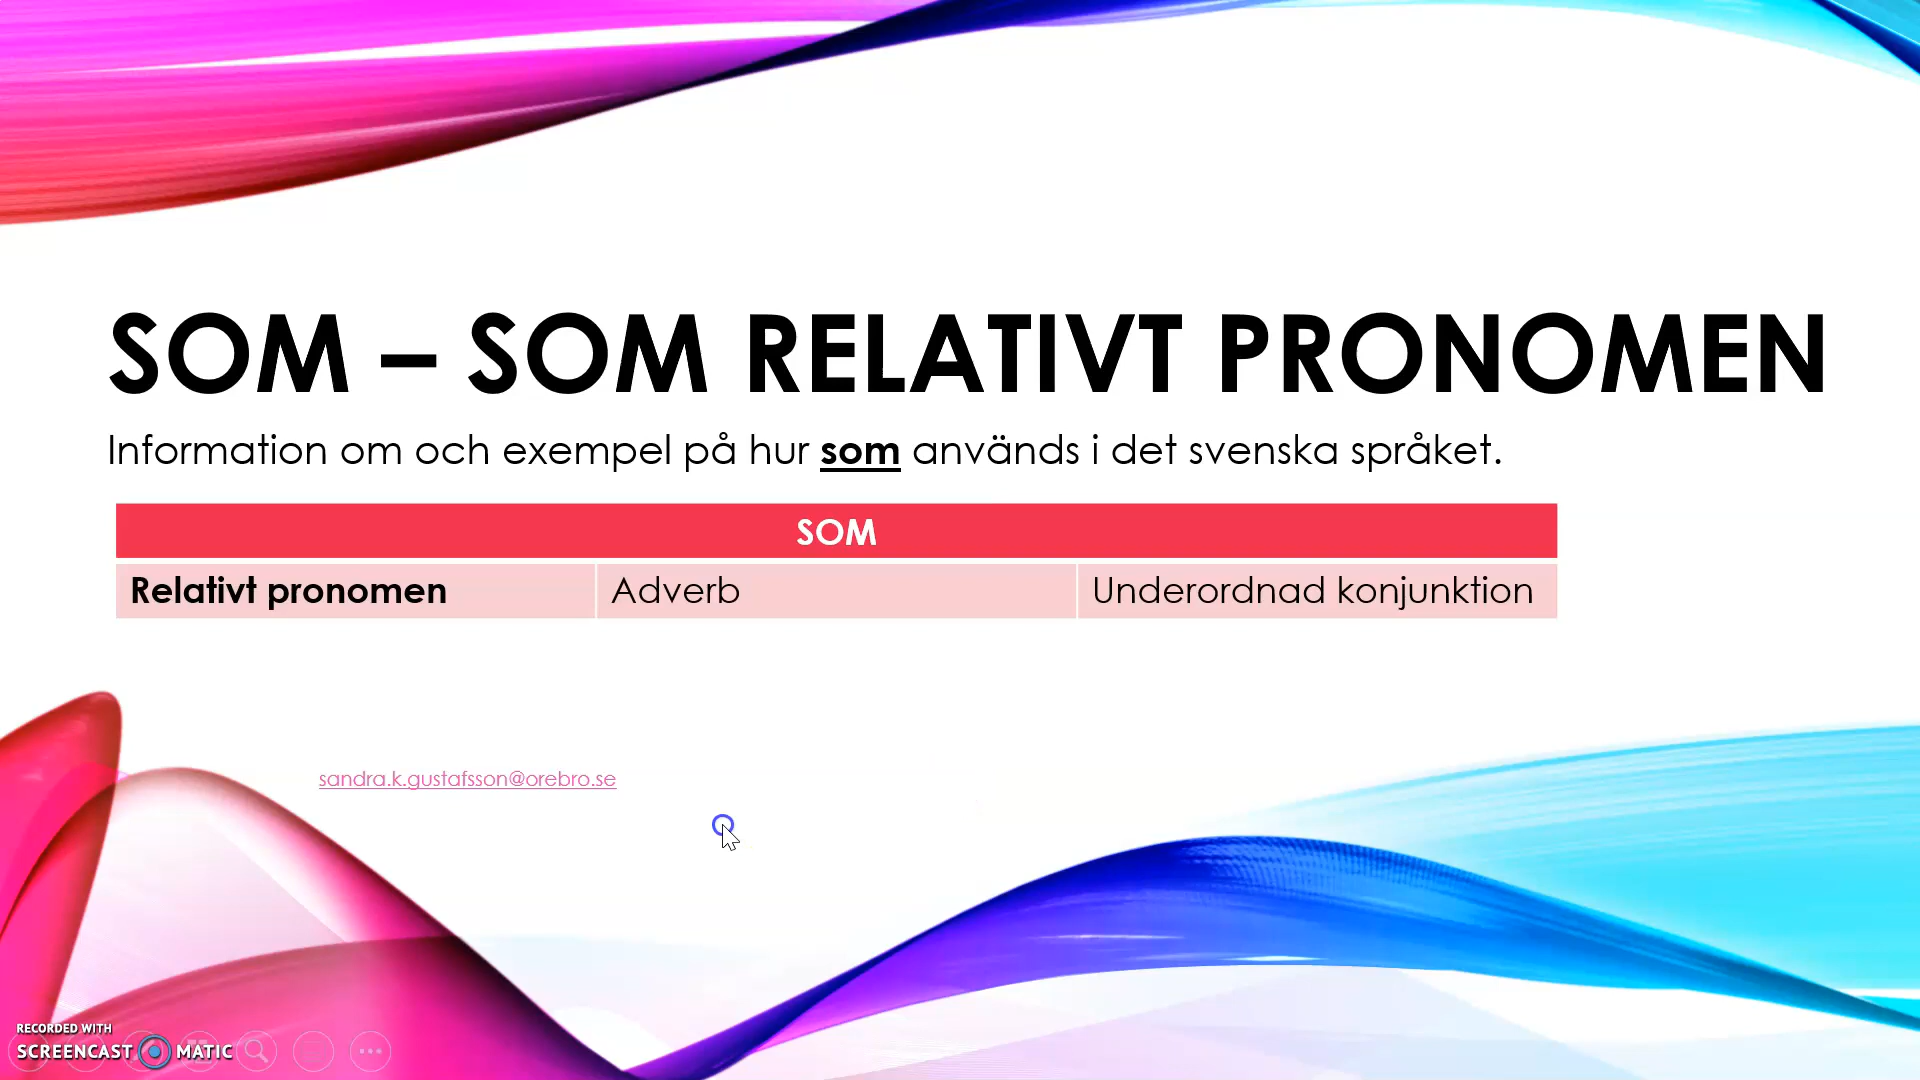 SOM – SOM RELATIVT PRONOMEN
Information om och exempel på hur som används i det svenska språket.
SOM
Relativt pronomen Adverb Underordnad konjunktion
sandra.k.gustafsson@orebro.se
RECORDED WITH
SCREENCAST MATIC